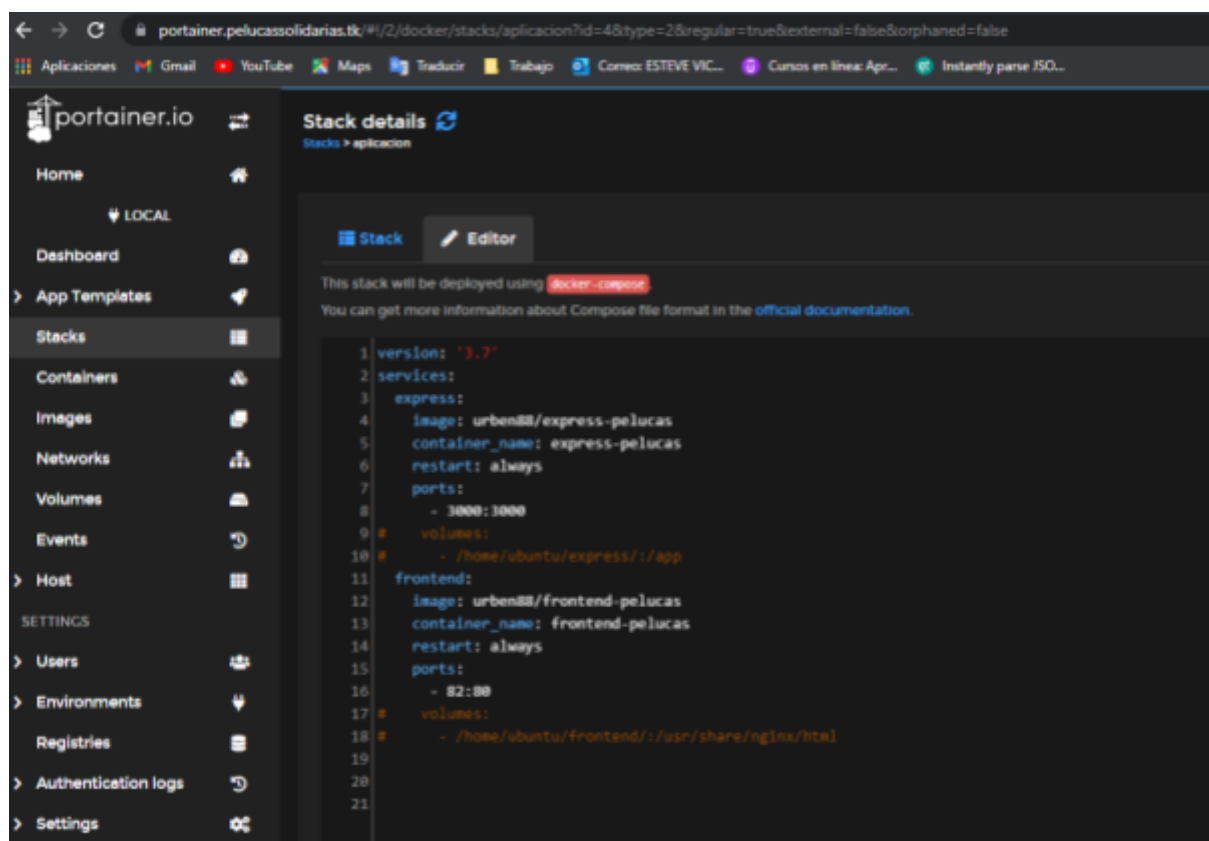 portainer.pelucassolidarias.tk/#!/2/docker/stacks/aplicacion?id=4&type=2&regular=true&external=false&orphaned=false
Aplicaciones Gmail YouTube Maps Traducir Trabajo Correo: ESTEVE VIC... Cursos en línea: Apr... Instantly parse JSO...
portainer.io
Home
LOCAL
Dashboard
App Templates
Stacks
Containers
Images
Networks
Volumes
Events
Host
SETTINGS
Users
Environments
Registries
Authentication logs
Settings
Stack details
Stacks > aplicacion
Stack Editor
This stack will be deployed using docker-compose.
You can get more information about Compose file format in the official documentation.
1 version: '3.7'
2 services:
3 express:
4 image: urben88/express-pelucas
5 container_name: express-pelucas
6 restart: always
7 ports:
8 - 3000:3000
9 # volumes:
10 # - /home/ubuntu/express/:/app
11 frontend:
12 image: urben88/frontend-pelucas
13 container_name: frontend-pelucas
14 restart: always
15 ports:
16 - 82:80
17 # volumes:
18 # - /home/ubuntu/frontend/:/usr/share/nginx/html
19
20
21